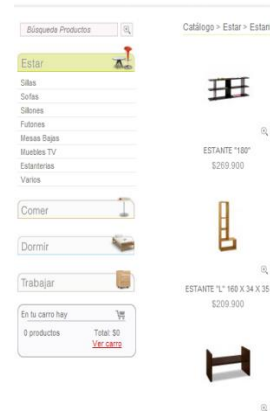 Búsqueda Productos
Catálogo > Estar > Estan
Estar
Sillas
Sofas
Sillones
Futones
Mesas Bajas
Muebles TV
Estanterias
Varios
Comer
Dormir
Trabajar
En tu carro hay
0 productos
Total: $0
Ver carro
ESTANTE "180"
$269.900
ESTANTE "L" 160 X 34 X 35
$209.900